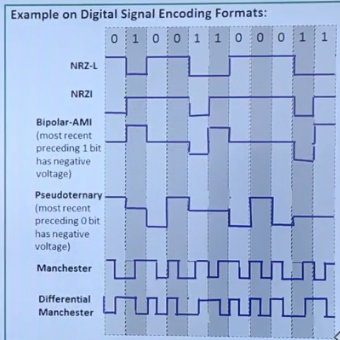 Example on Digital Signal Encoding Formats:
0 1 0 0 1 1 0 0 0 1 1
NRZ-L
NRZI
Bipolar-AMI
(most recent
preceding 1 bit
has negative
voltage)
Pseudoternary
(most recent
preceding 0 bit
has negative
voltage)
Manchester
Differential
Manchester